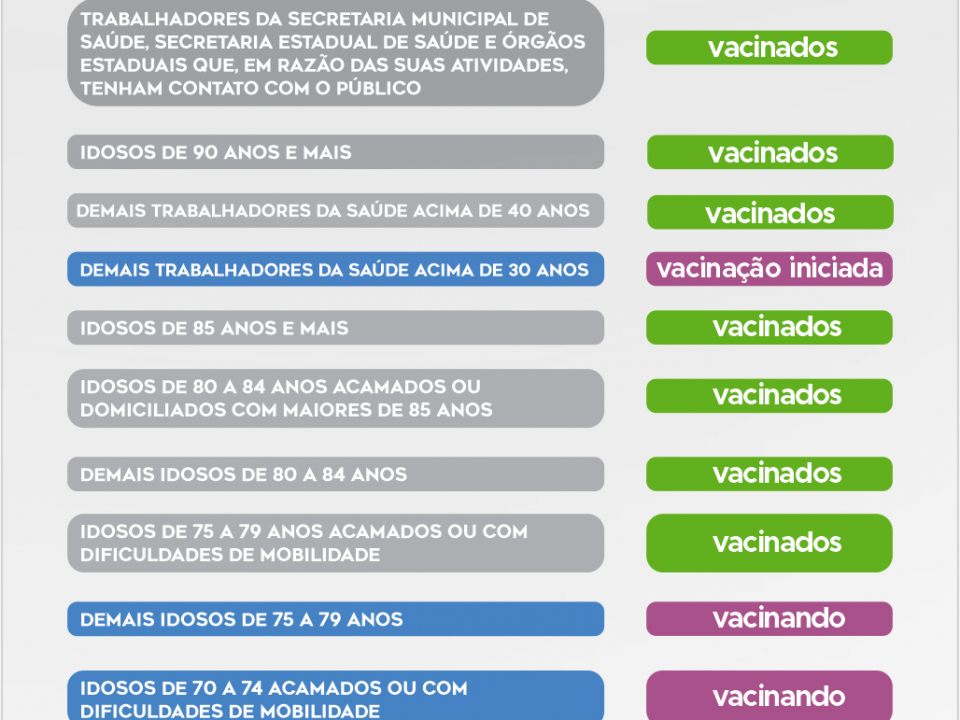 TRABALHADORES DA SECRETARIA MUNICIPAL DE
SAÚDE, SECRETARIA ESTADUAL DE SAÚDE E ÓRGÃOS
ESTADUAIS QUE, EM RAZÃO DAS SUAS ATIVIDADES,
TENHAM CONTATO COM O PÚBLICO
vacinados
IDOSOS DE 90 ANOS E MAIS
vacinados
DEMAIS TRABALHADORES DA SAÚDE ACIMA DE 40 ANOS
vacinados
DEMAIS TRABALHADORES DA SAÚDE ACIMA DE 30 ANOS
vacinação iniciada
IDOSOS DE 85 ANOS E MAIS
vacinados
IDOSOS DE 80 A 84 ANOS ACAMADOS OU
DOMICILIADOS COM MAIORES DE 85 ANOS
vacinados
DEMAIS IDOSOS DE 80 A 84 ANOS
vacinados
IDOSOS DE 75 A 79 ANOS ACAMADOS OU COM
DIFICULDADES DE MOBILIDADE
vacinados
DEMAIS IDOSOS DE 75 A 79 ANOS
vacinando
IDOSOS DE 70 A 74 ACAMADOS OU COM
DIFICULDADES DE MOBILIDADE
vacinando